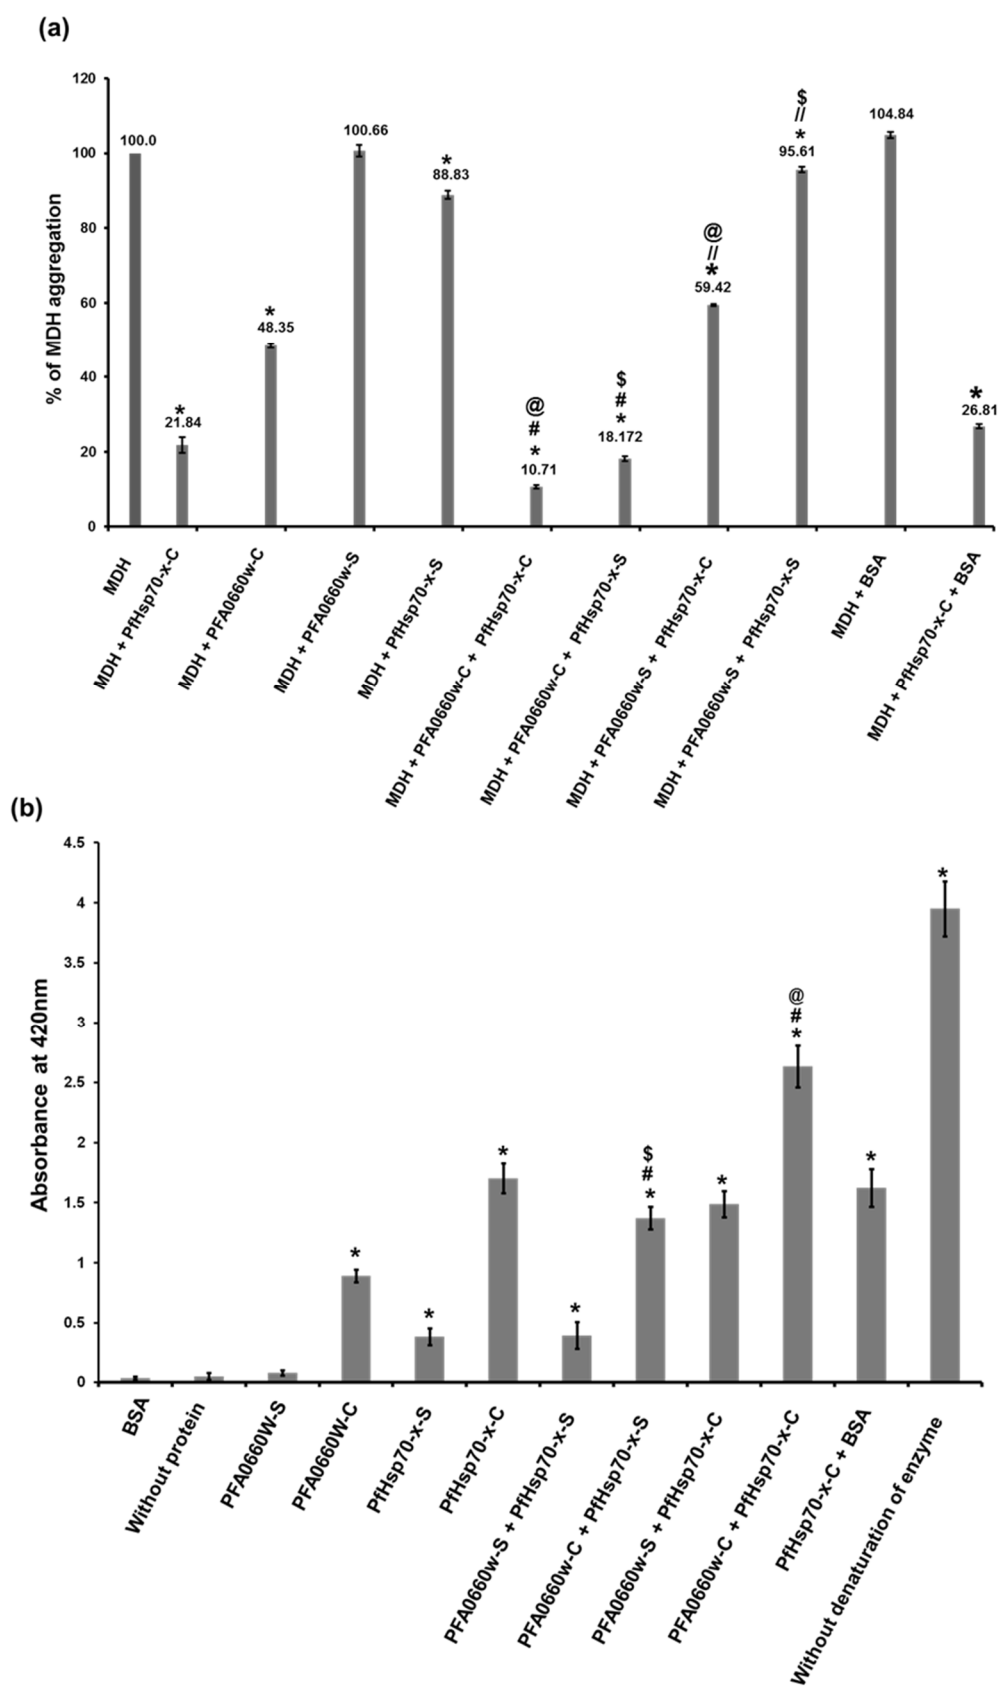 (a)
% of MDH aggregation
120
100
80
60
40
20
0
100.0
*
21.84
*
48.35
100.66
*
88.83
@
#
*
10.71
$
#
*
18.172
@
//
*
59.42
$
//
*
95.61
104.84
*
26.81
MDH
MDH + PfHsp70-x-C
MDH + PFA0660w-C
MDH + PFA0660w-S
MDH + PfHsp70-x-S
MDH + PFA0660w-C + PfHsp70-x-C
MDH + PFA0660w-C + PfHsp70-x-S
MDH + PFA0660w-S + PfHsp70-x-C
MDH + PFA0660w-S + PfHsp70-x-S
MDH + BSA
MDH + PfHsp70-x-C + BSA
(b)
Absorbance at 420nm
4.5
4
3.5
3
2.5
2
1.5
1
0.5
0
*
*
*
*
$
#
*
*
@
#
*
*
*
BSA
Without protein
PFA0660W-S
PFA0660W-C
PfHsp70-x-S
PfHsp70-x-C
PFA0660w-S + PfHsp70-x-S
PFA0660w-C + PfHsp70-x-S
PFA0660w-S + PfHsp70-x-C
PFA0660w-C + PfHsp70-x-C
PfHsp70-x-C + BSA
Without denaturation of enzyme